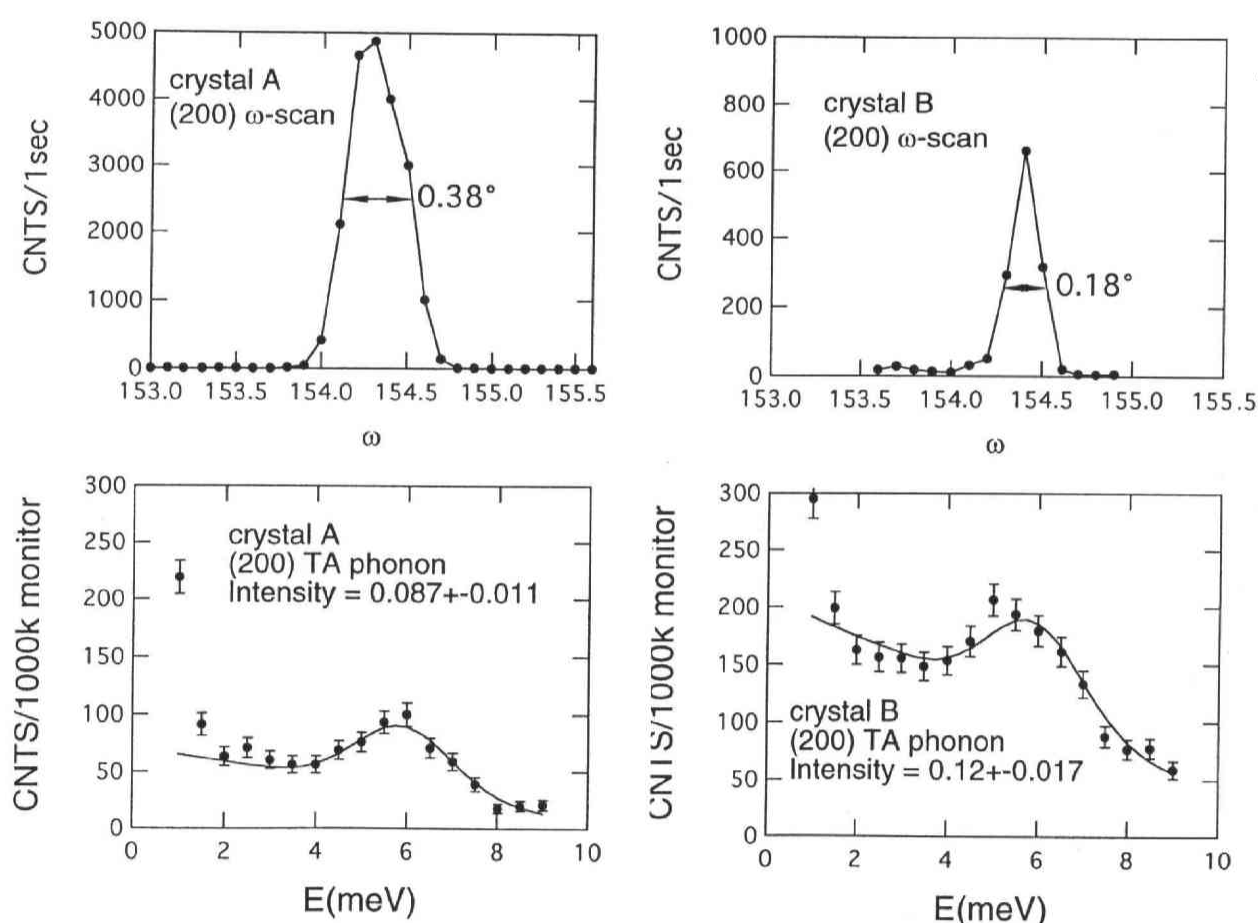 5000
4000
3000
2000
1000
0
CNTS/1sec
crystal A
(200) ω-scan
0.38°
153.0 153.5 154.0 154.5 155.0 155.5
ω
1000
800
600
400
200
0
CNTS/1sec
crystal B
(200) ω-scan
0.18°
153.0 153.5 154.0 154.5 155.0 155.5
ω
300
250
200
150
100
50
0
CNTS/1000k monitor
crystal A
(200) TA phonon
Intensity = 0.087+-0.011
0 2 4 6 8 10
E(meV)
300
250
200
150
100
50
0
CNTS/1000k monitor
crystal B
(200) TA phonon
Intensity = 0.12+-0.017
0 2 4 6 8 10
E(meV)